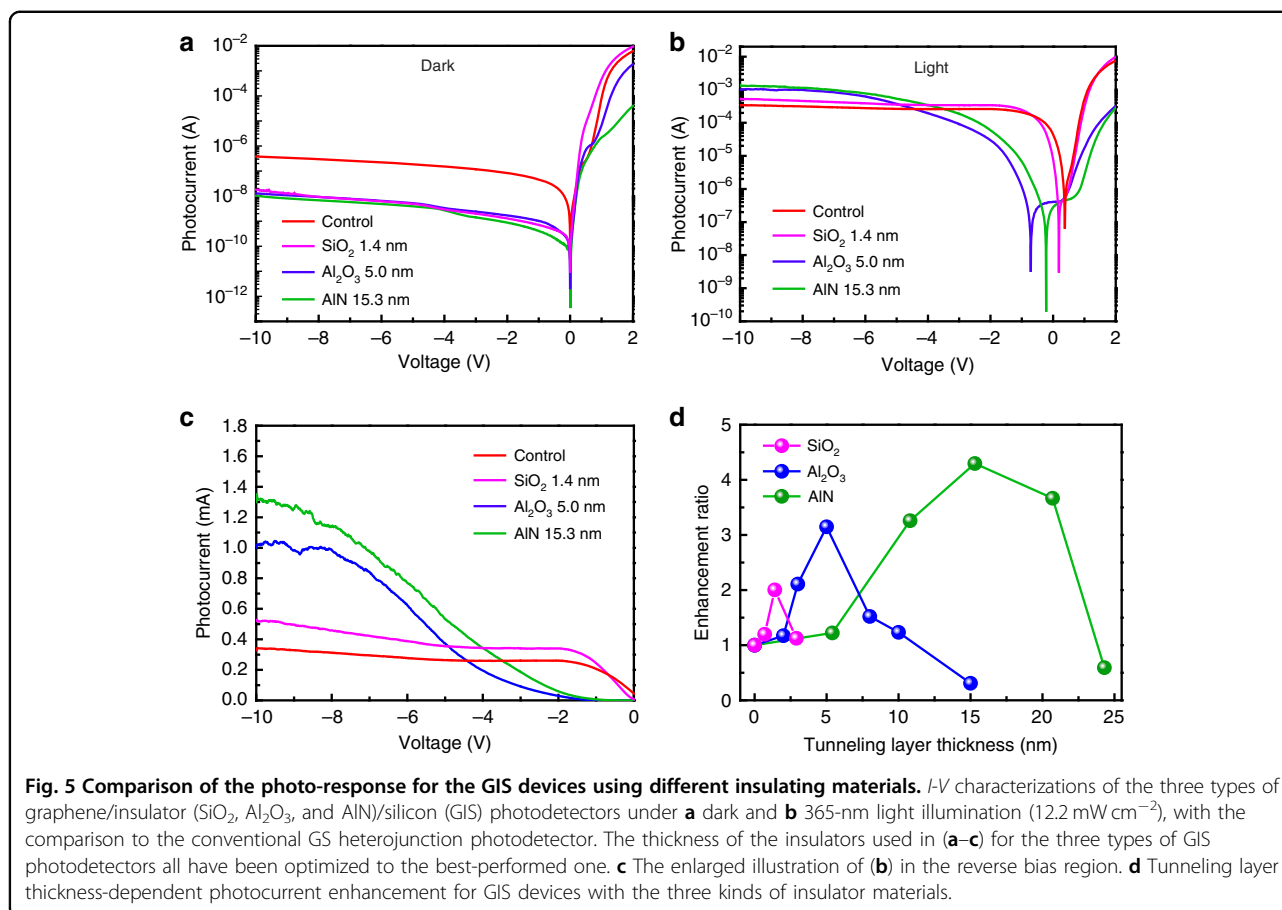 a
10⁻²
10⁻⁴
10⁻⁶
10⁻⁸
10⁻¹⁰
10⁻¹²
Photocurrent (A)
Dark
Control
SiO₂ 1.4 nm
Al₂O₃ 5.0 nm
AlN 15.3 nm
−10 −8 −6 −4 −2 0 2
Voltage (V)
b
10⁻²
10⁻³
10⁻⁴
10⁻⁵
10⁻⁶
10⁻⁷
10⁻⁸
10⁻⁹
10⁻¹⁰
Photocurrent (A)
Light
Control
SiO₂ 1.4 nm
Al₂O₃ 5.0 nm
AlN 15.3 nm
−10 −8 −6 −4 −2 0 2
Voltage (V)
c
1.8
1.6
1.4
1.2
1.0
0.8
0.6
0.4
0.2
0.0
Photocurrent (mA)
Control
SiO₂ 1.4 nm
Al₂O₃ 5.0 nm
AlN 15.3 nm
−10 −8 −6 −4 −2 0
Voltage (V)
d
5
4
3
2
1
0
Enhancement ratio
SiO₂
Al₂O₃
AlN
0 5 10 15 20 25
Tunneling layer thickness (nm)
Fig. 5 Comparison of the photo-response for the GIS devices using different insulating materials. I-V characterizations of the three types of
graphene/insulator (SiO₂, Al₂O₃, and AlN)/silicon (GIS) photodetectors under a dark and b 365-nm light illumination (12.2 mW cm⁻²), with the
comparison to the conventional GS heterojunction photodetector. The thickness of the insulators used in (a–c) for the three types of GIS
photodetectors all have been optimized to the best-performed one. c The enlarged illustration of (b) in the reverse bias region. d Tunneling layer
thickness-dependent photocurrent enhancement for GIS devices with the three kinds of insulator materials.